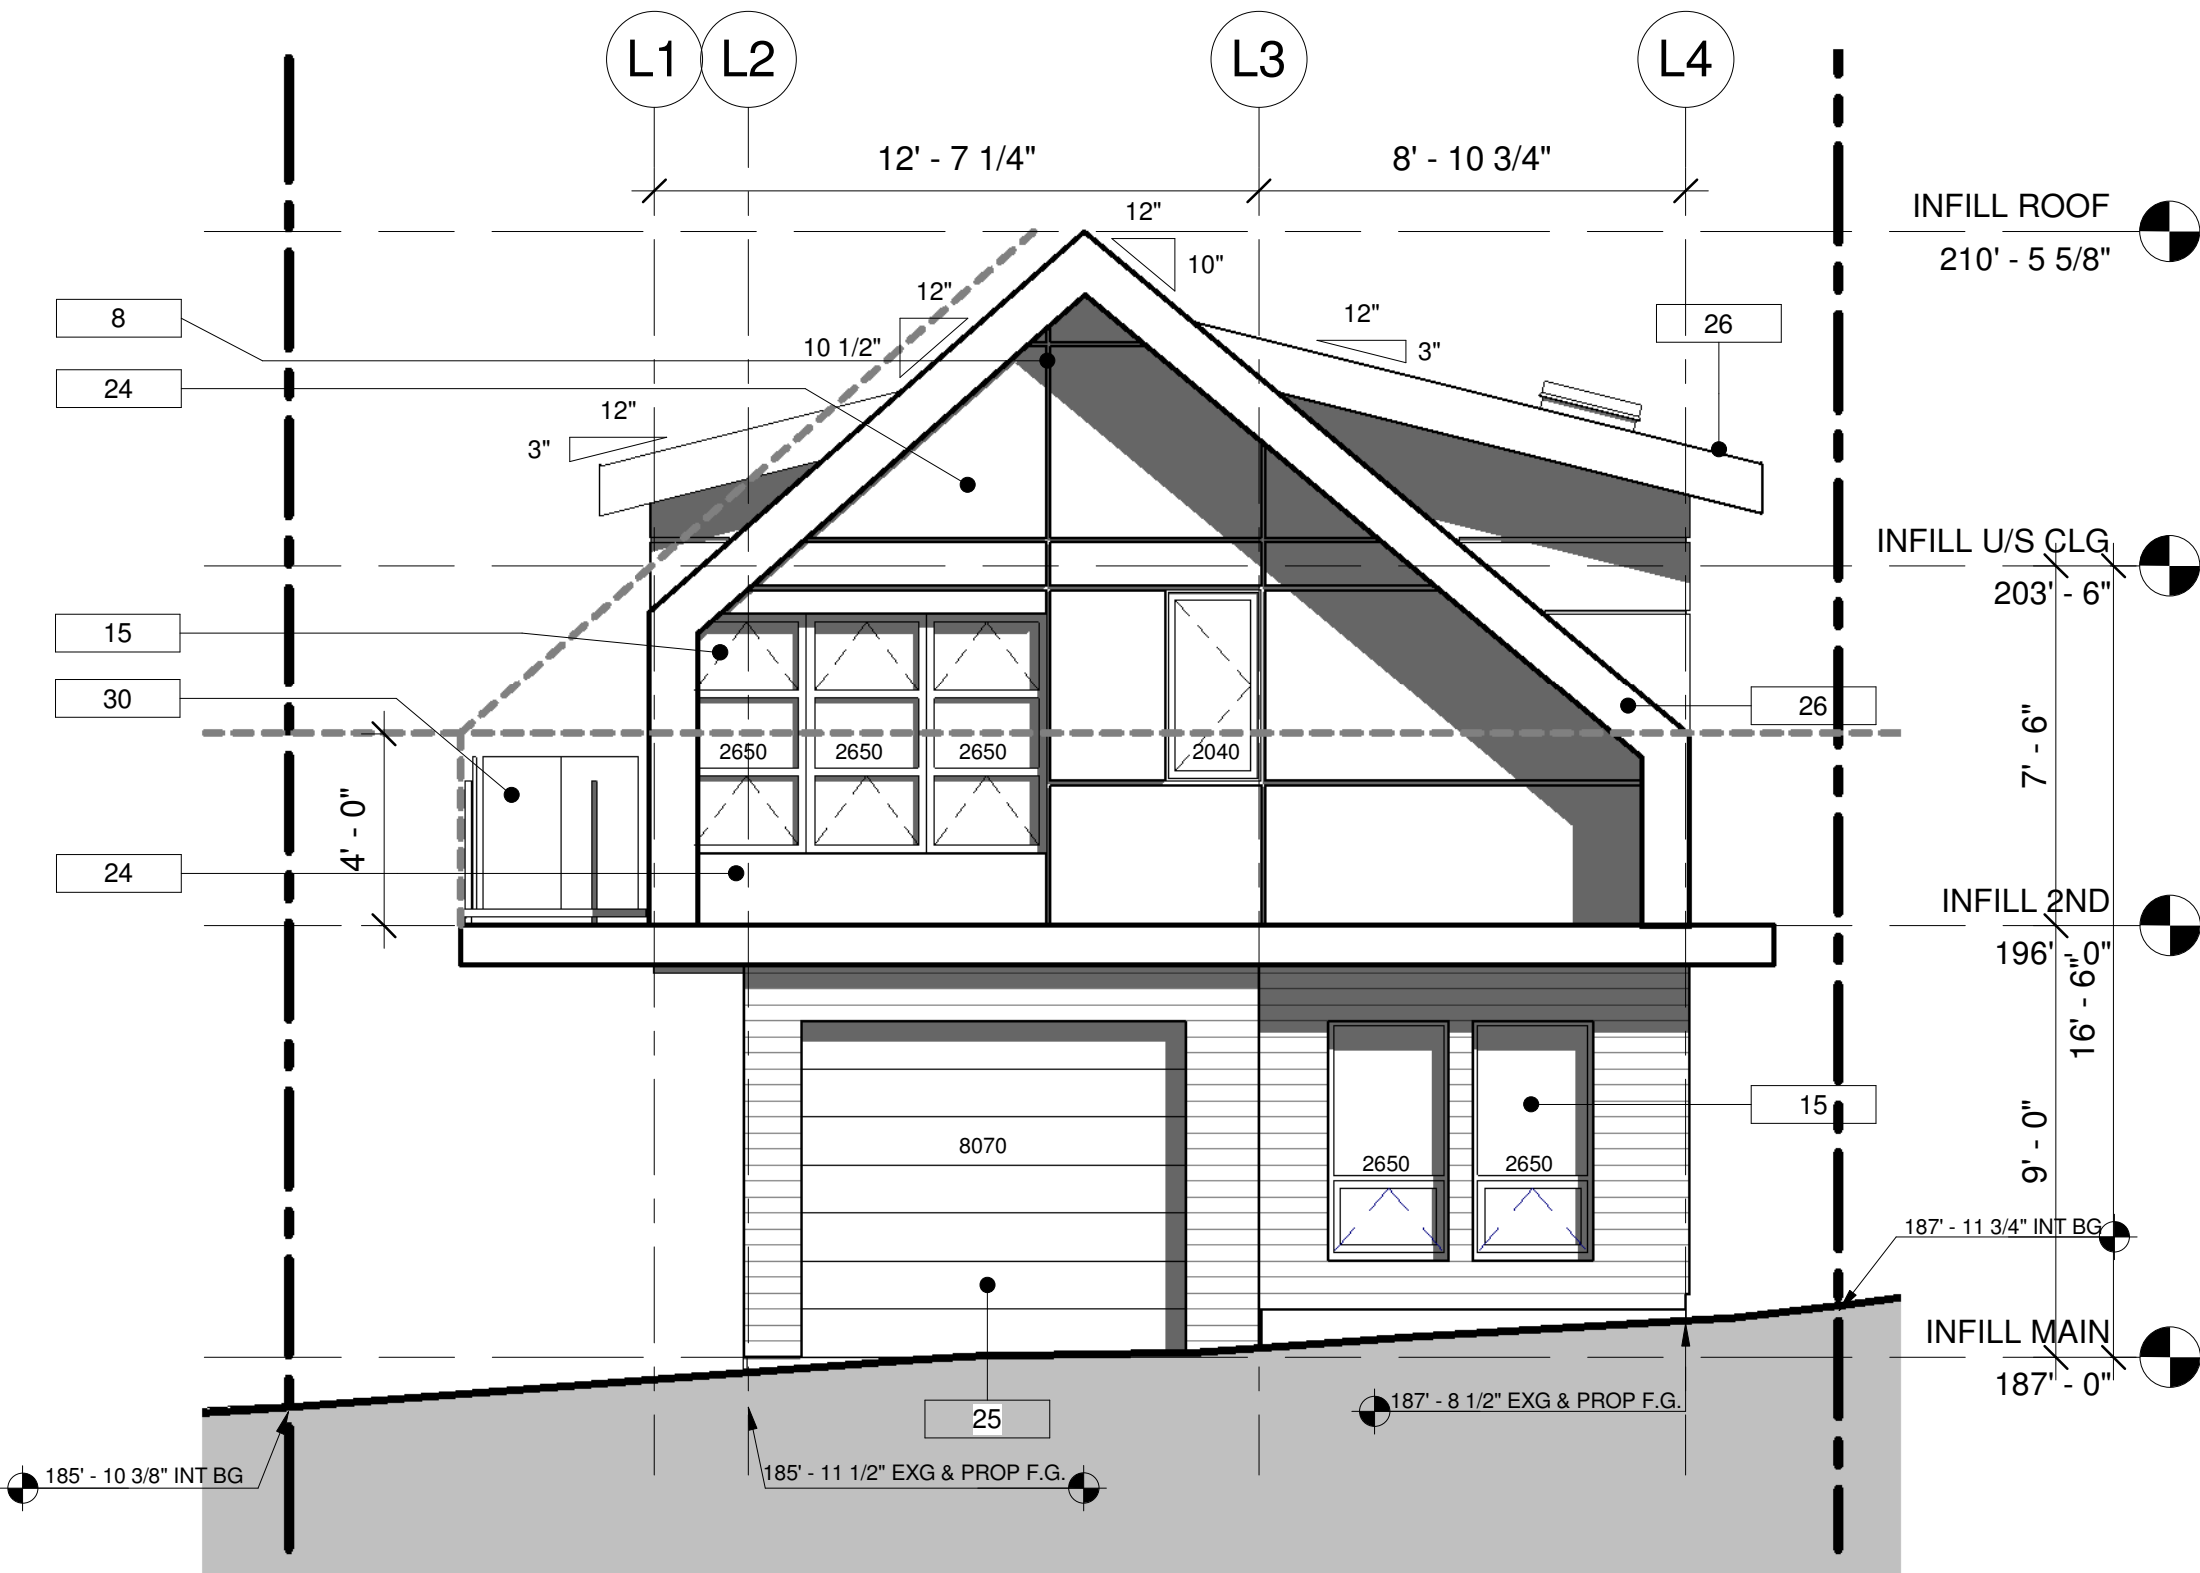 L1 L2 L3 L4
12' - 7 1/4" 8' - 10 3/4"
INFILL ROOF
210' - 5 5/8"
12"
10"
12"
10 1/2"
12"
3"
12"
3"
8
24
26
INFILL U/S CLG
203' - 6"
15
30
26
7' - 6"
2650 2650 2650 2040
4' - 0"
24
INFILL 2ND
196' - 0"
16' - 6"
8070
15
9' - 0"
2650 2650
187' - 11 3/4" INT BG
INFILL MAIN
187' - 0"
25
187' - 8 1/2" EXG & PROP F.G.
185' - 10 3/8" INT BG
185' - 11 1/2" EXG & PROP F.G.